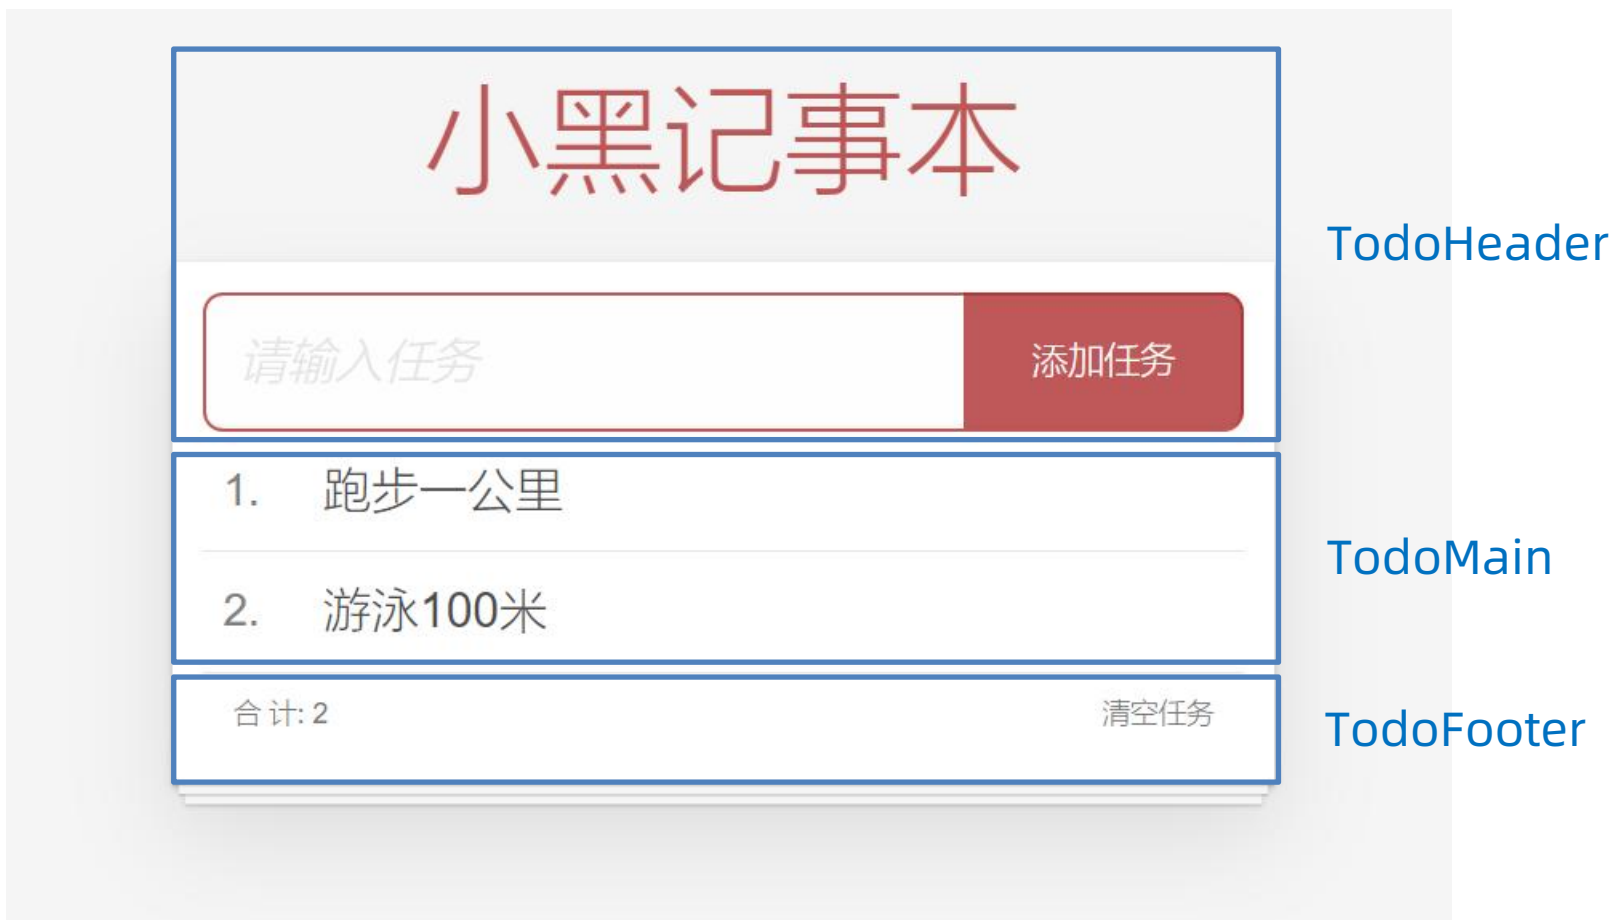 小黑记事本
TodoHeader
请输入任务
添加任务
1. 跑步一公里
TodoMain
2. 游泳100米
合 计: 2
清空任务
TodoFooter